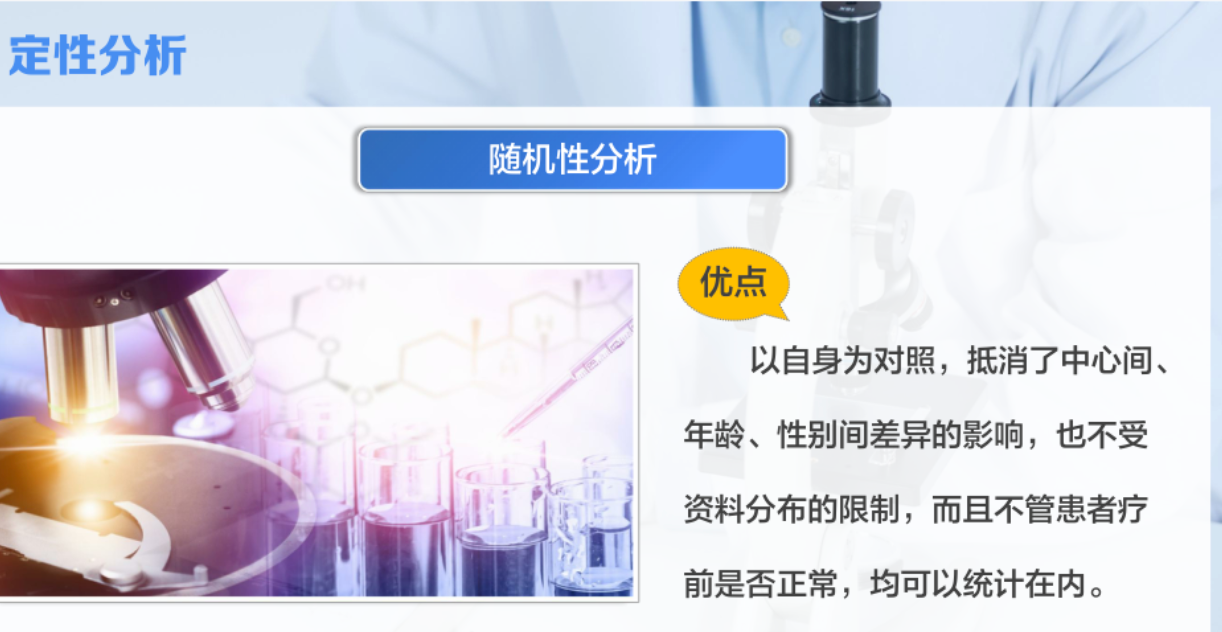 定性分析
随机性分析
优点
以自身为对照，抵消了中心间、
年龄、性别间差异的影响，也不受
资料分布的限制，而且不管患者疗
前是否正常，均可以统计在内。
OH
O
O
H
H